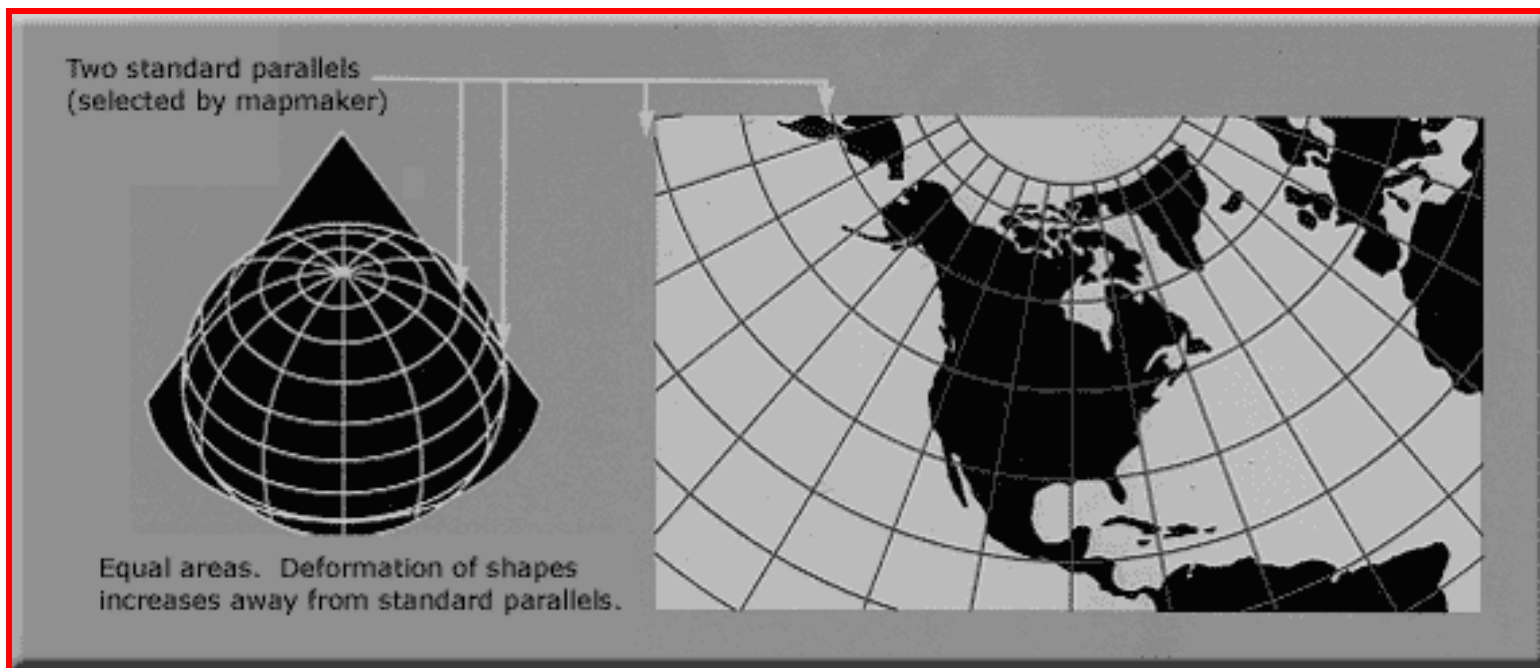 Two standard parallels
(selected by mapmaker)
Equal areas.  Deformation of shapes
increases away from standard parallels.